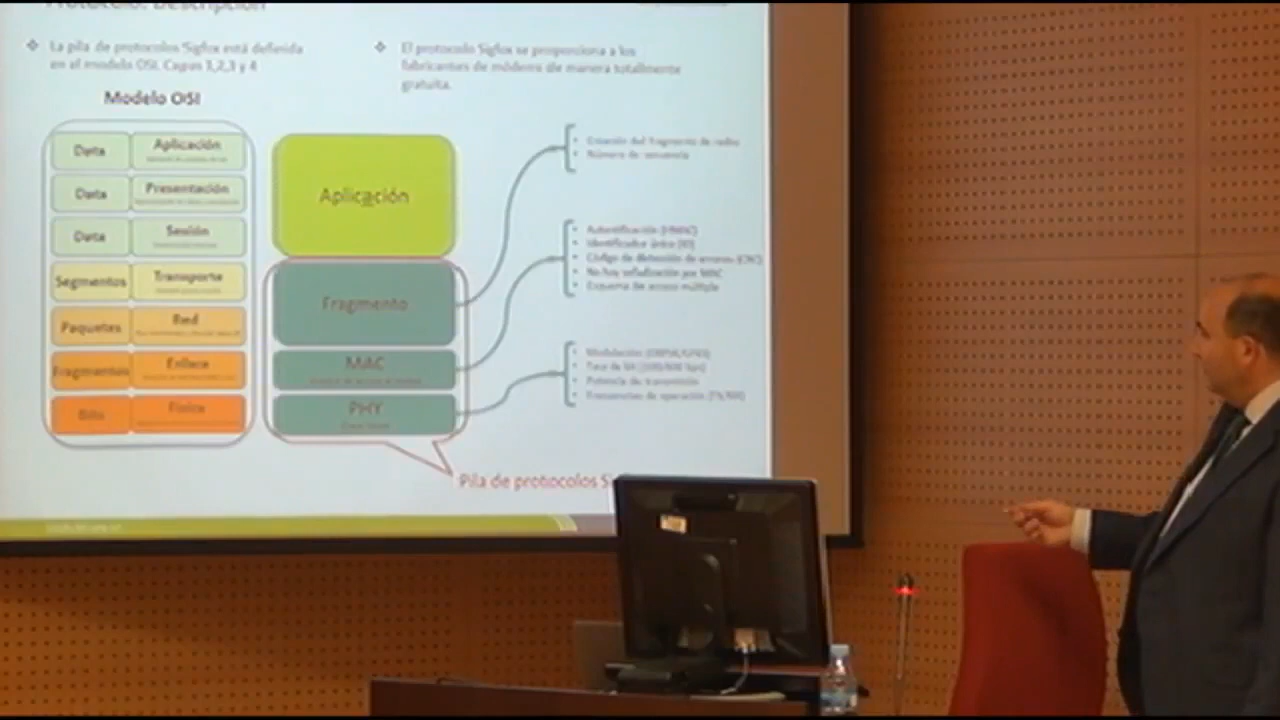 Protocolo: Descripción
La pila de protocolos Sigfox está definida
en el modelo OSI. Capas 1,2,3 y 4
El protocolo Sigfox se proporciona a los
fabricantes de módems de manera totalmente
gratuita.
Modelo OSI
Data Aplicación
Data Presentación
Data Sesión
Segmentos Transporte
Paquetes Red
Fragmentos Enlace
Bits Física
Aplicación
Fragmento
MAC
PHY
Creación del fragmento de radio
Número de secuencia
Autentificación (HMAC)
Identificador único (ID)
Código de detección de errores (CRC)
No hay señalización por MAC
Esquema de acceso múltiple
Modulación
Tasa de bit (100/600 bps)
Potencia de transmisión
Frecuencias de operación
Pila de protocolos Si